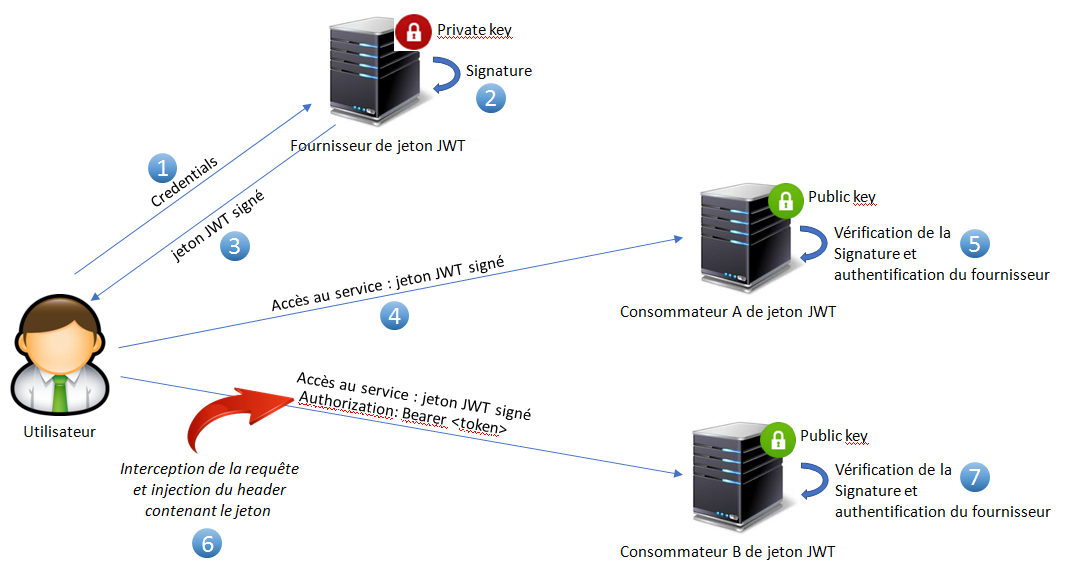 Private key
Signature
2
Fournisseur de jeton JWT
1
Credentials
jeton JWT signé
3
Public key
Vérification de la
Signature et
authentification du fournisseur
5
Accès au service : jeton JWT signé
4
Consommateur A de jeton JWT
Utilisateur
Accès au service : jeton JWT signé
Authorization: Bearer <token>
Interception de la requête
et injection du header
contenant le jeton
6
Public key
Vérification de la
Signature et
authentification du fournisseur
7
Consommateur B de jeton JWT